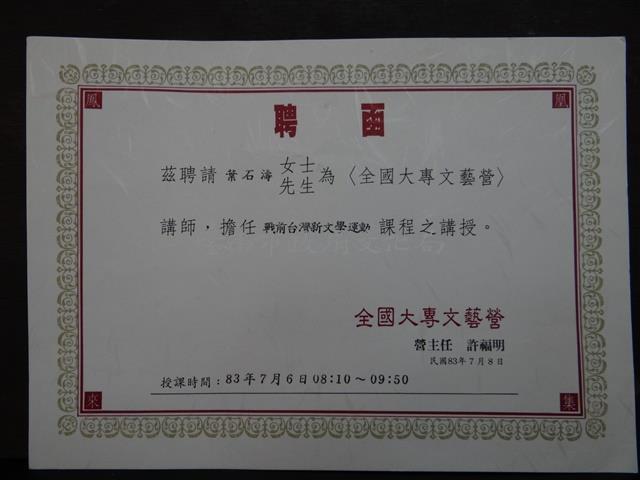 聘函
鳳
凰
茲聘請 葉石濤 女士
先生 為〈全國大專文藝營〉
講師，擔任 戰前台灣新文學運動 課程之講授。
全國大專文藝營
營主任 許福明
民國83年7月8日
授課時間：83年7月6日08:10～09:50
來
集